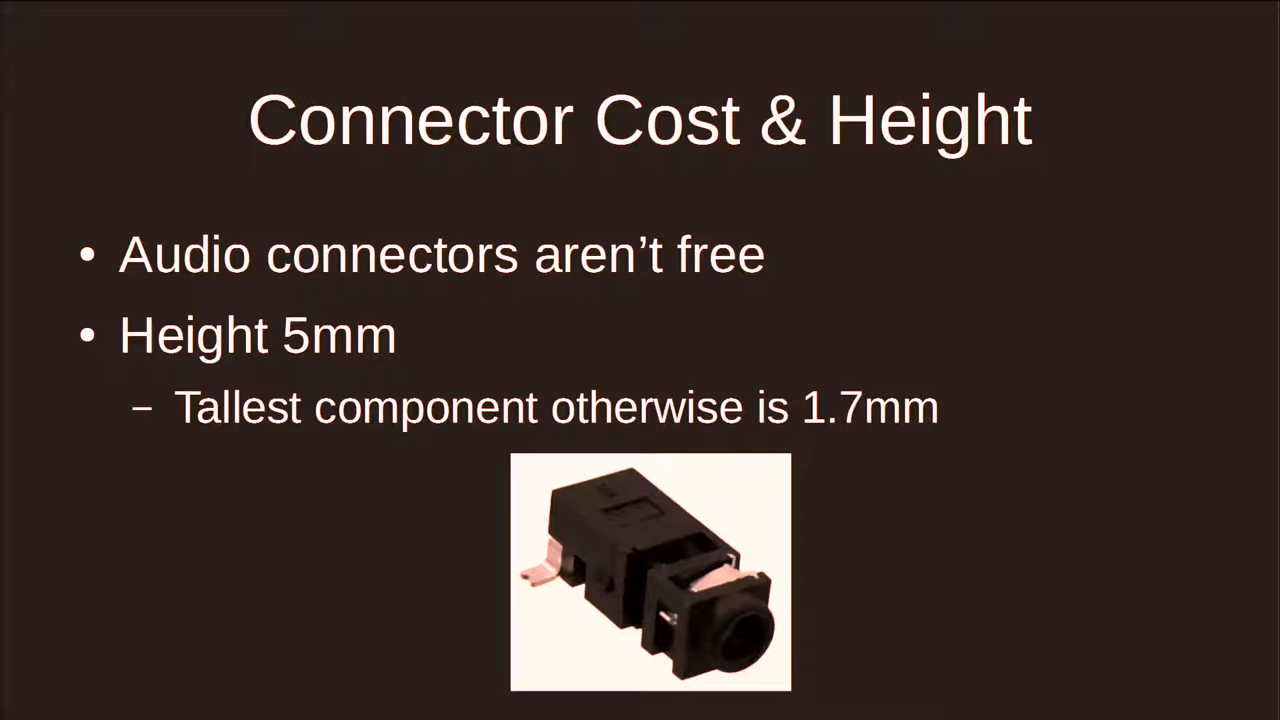 Connector Cost & Height
• Audio connectors aren’t free
• Height 5mm
– Tallest component otherwise is 1.7mm